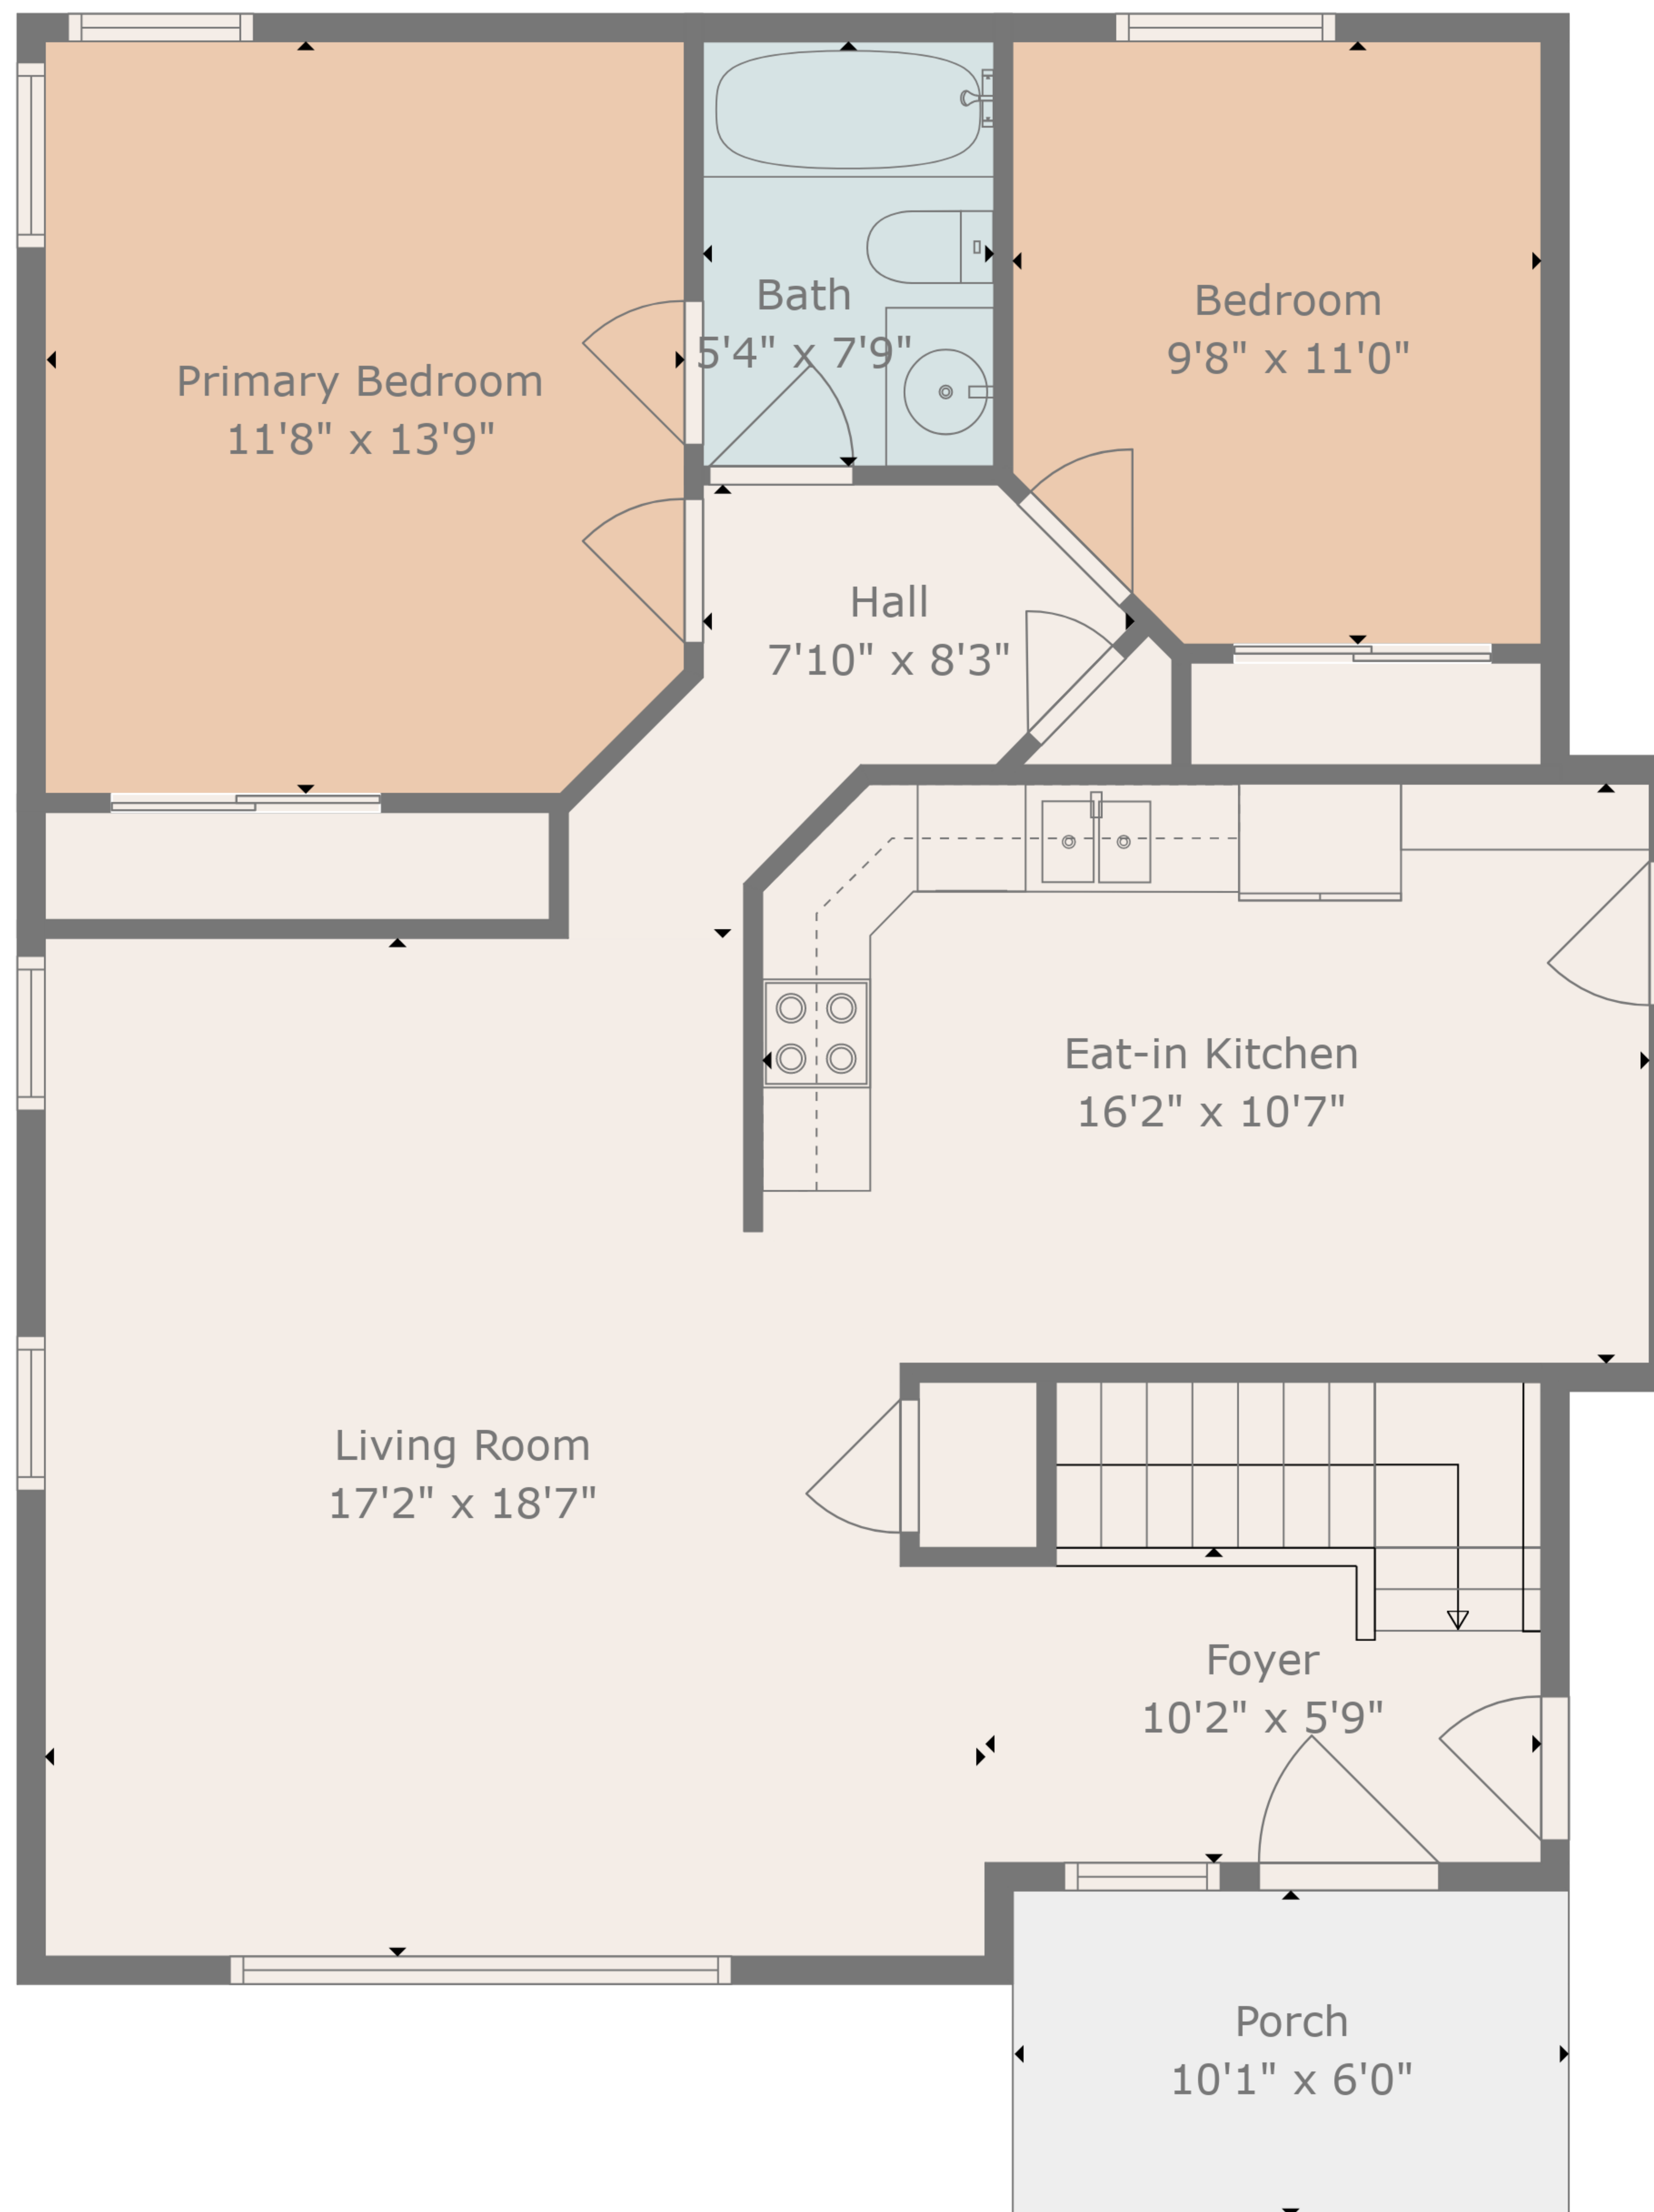 Bath
5'4" x 7'9"
Bedroom
9'8" x 11'0"
Primary Bedroom
11'8" x 13'9"
Hall
7'10" x 8'3"
Eat-in Kitchen
16'2" x 10'7"
Living Room
17'2" x 18'7"
Foyer
10'2" x 5'9"
Porch
10'1" x 6'0"